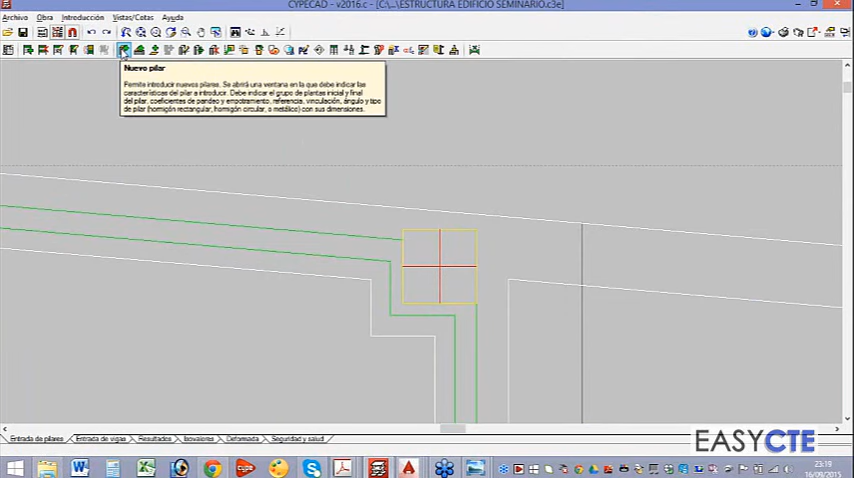 CYPECAD - v2016.c - [C:\...\ESTRUCTURA EDIFICIO SEMINARIO.c3e]
Archivo Obra Introducción Vistas/Cotas Ayuda
Nuevo pilar
Permite introducir nuevos pilares. Se abrirá una ventana en la que debe indicar las
características del pilar a introducir. Debe indicar el grupo de plantas inicial y final
del pilar, coeficientes de pandeo y empotramiento, referencia, vinculación, ángulo y tipo
de pilar (hormigón rectangular, hormigón circular, o metálico) con sus dimensiones.
Entrada de pilares Entrada de vigas Resultados Isovalores Deformada Seguridad y salud
EASYCTE
23:19
16/09/2015